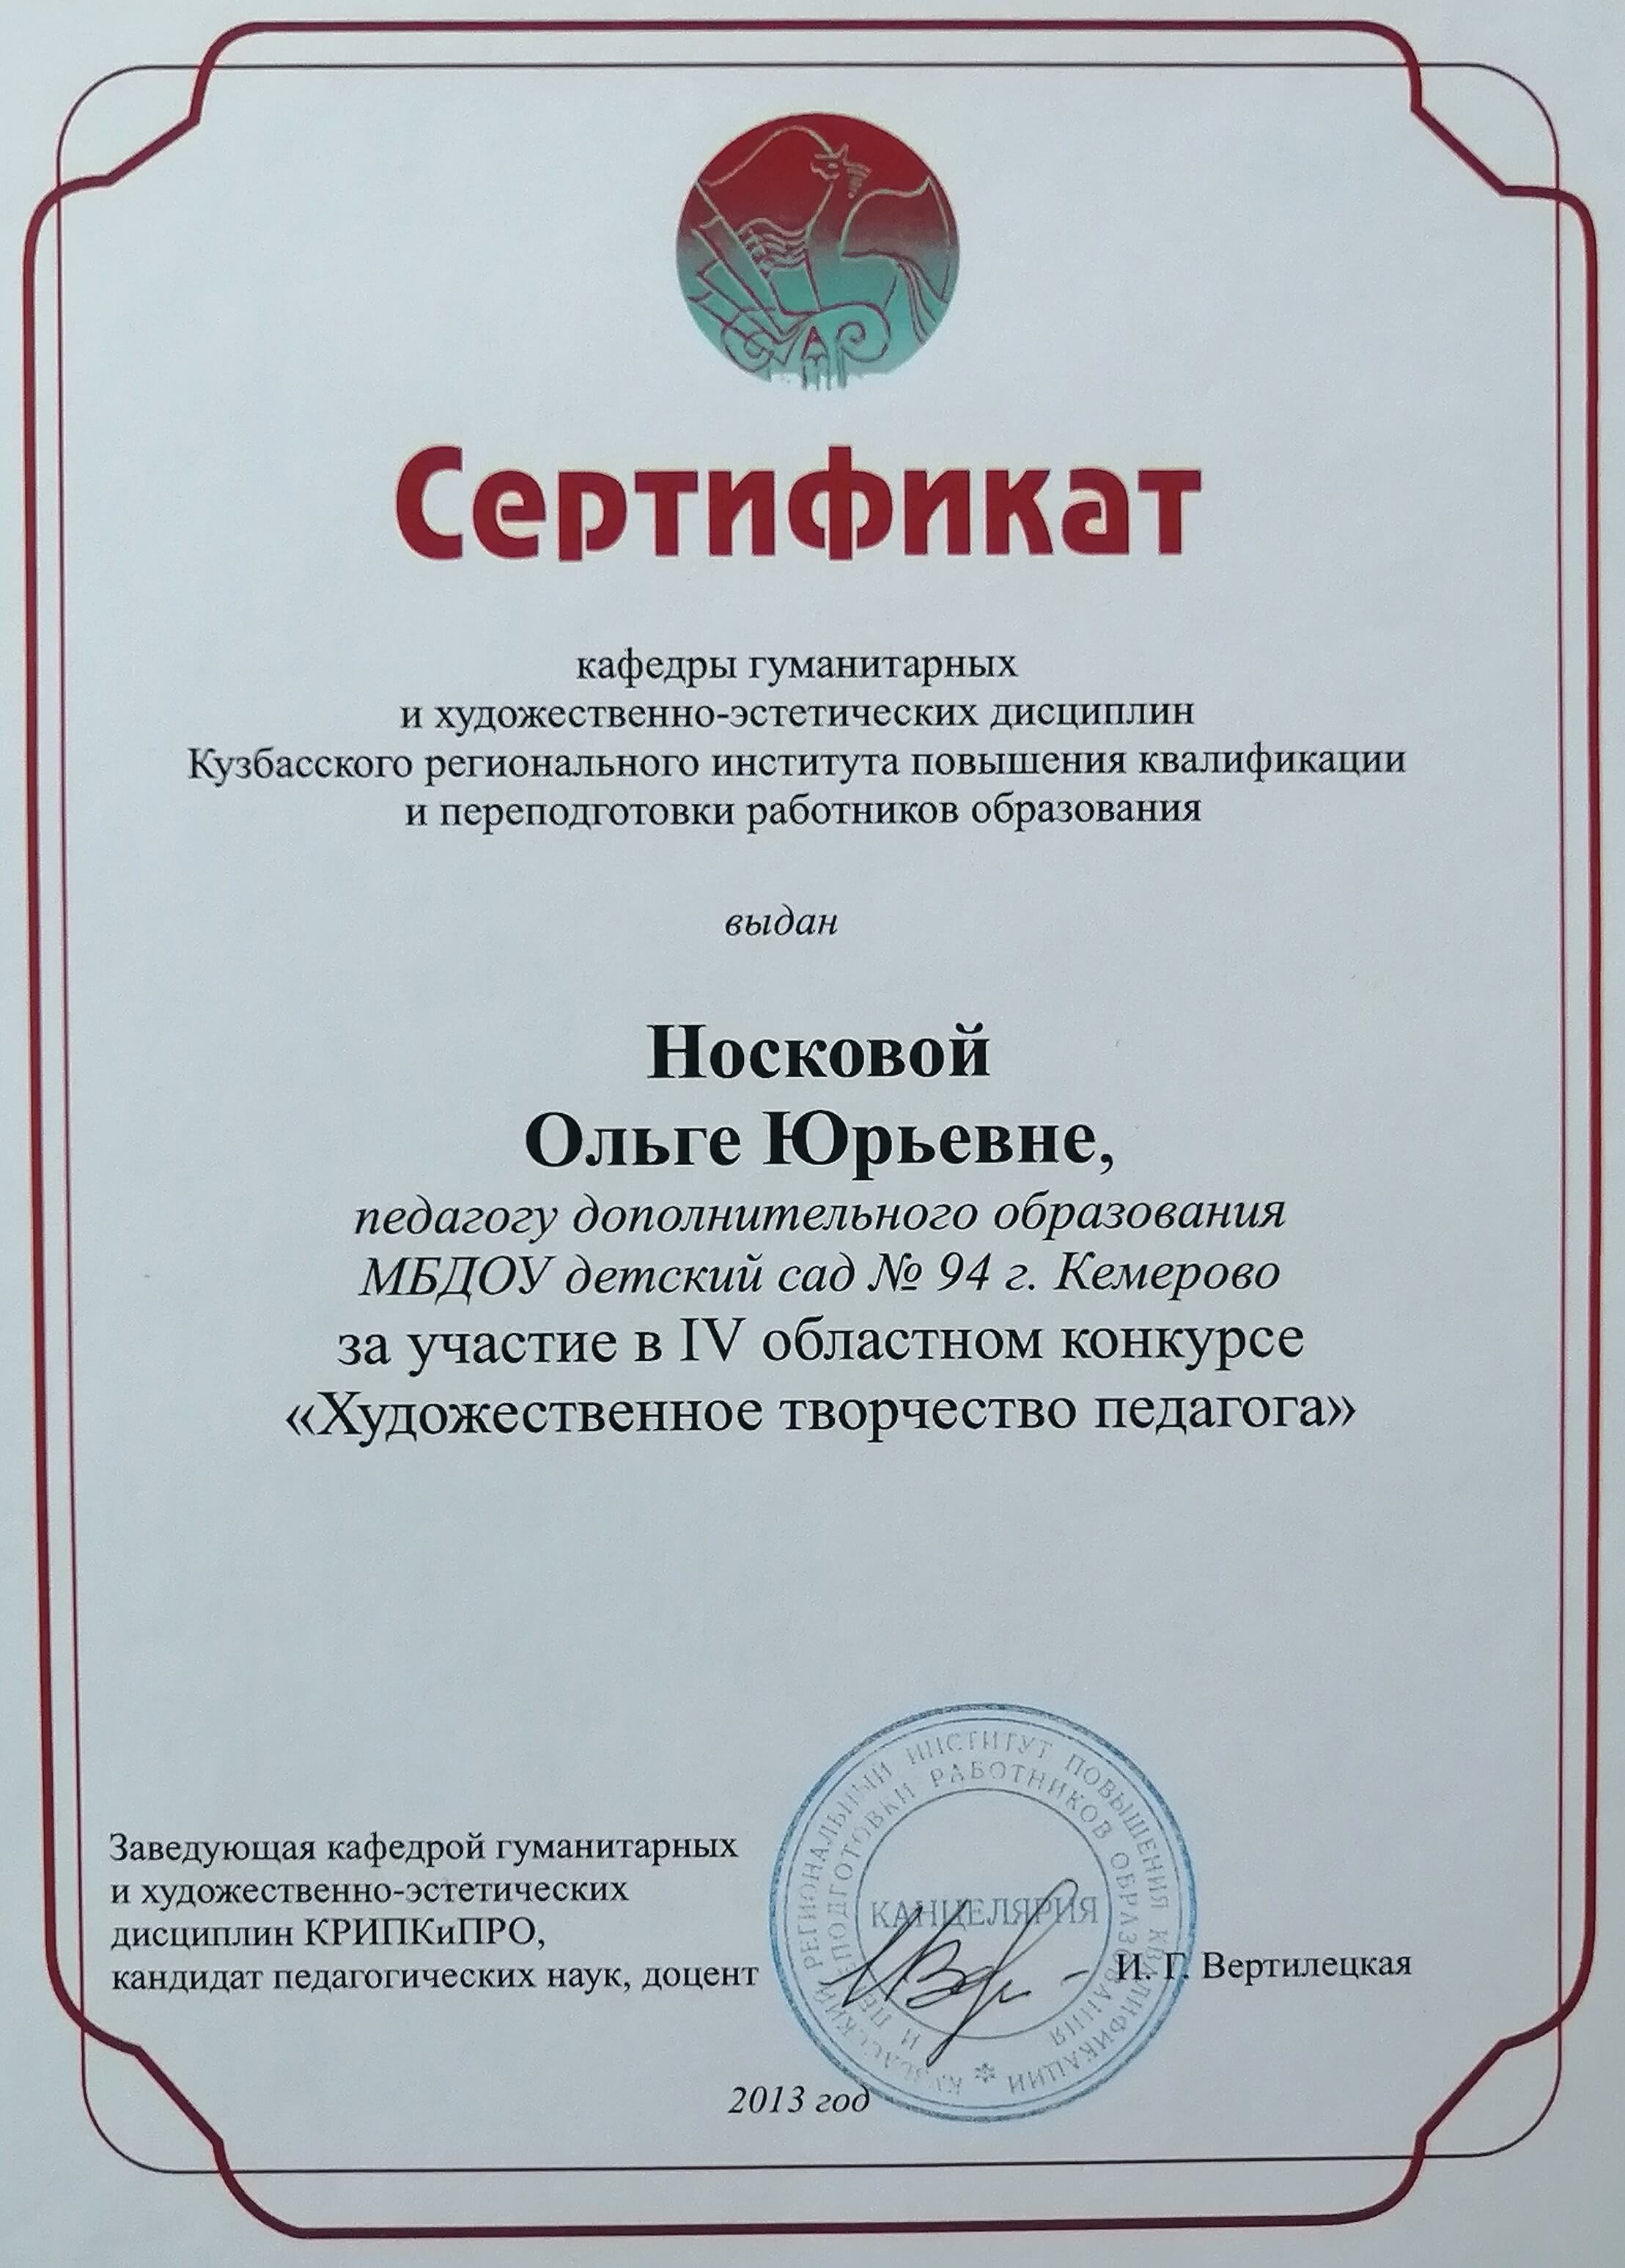 Сертификат
кафедры гуманитарных
и художественно-эстетических дисциплин
Кузбасского регионального института повышения квалификации
и переподготовки работников образования
выдан
Носковой
Ольге Юрьевне,
педагогу дополнительного образования
МБДОУ детский сад № 94 г. Кемерово
за участие в IV областном конкурсе
«Художественное творчество педагога»
Заведующая кафедрой гуманитарных
и художественно-эстетических
дисциплин КРИПКиПРО,
кандидат педагогических наук, доцент
КУЗБАССКИЙ РЕГИОНАЛЬНЫЙ ИНСТИТУТ ПОВЫШЕНИЯ КВАЛИФИКАЦИИ
И ПЕРЕПОДГОТОВКИ РАБОТНИКОВ ОБРАЗОВАНИЯ
КАНЦЕЛЯРИЯ
И. Г. Вертилецкая
2013 год